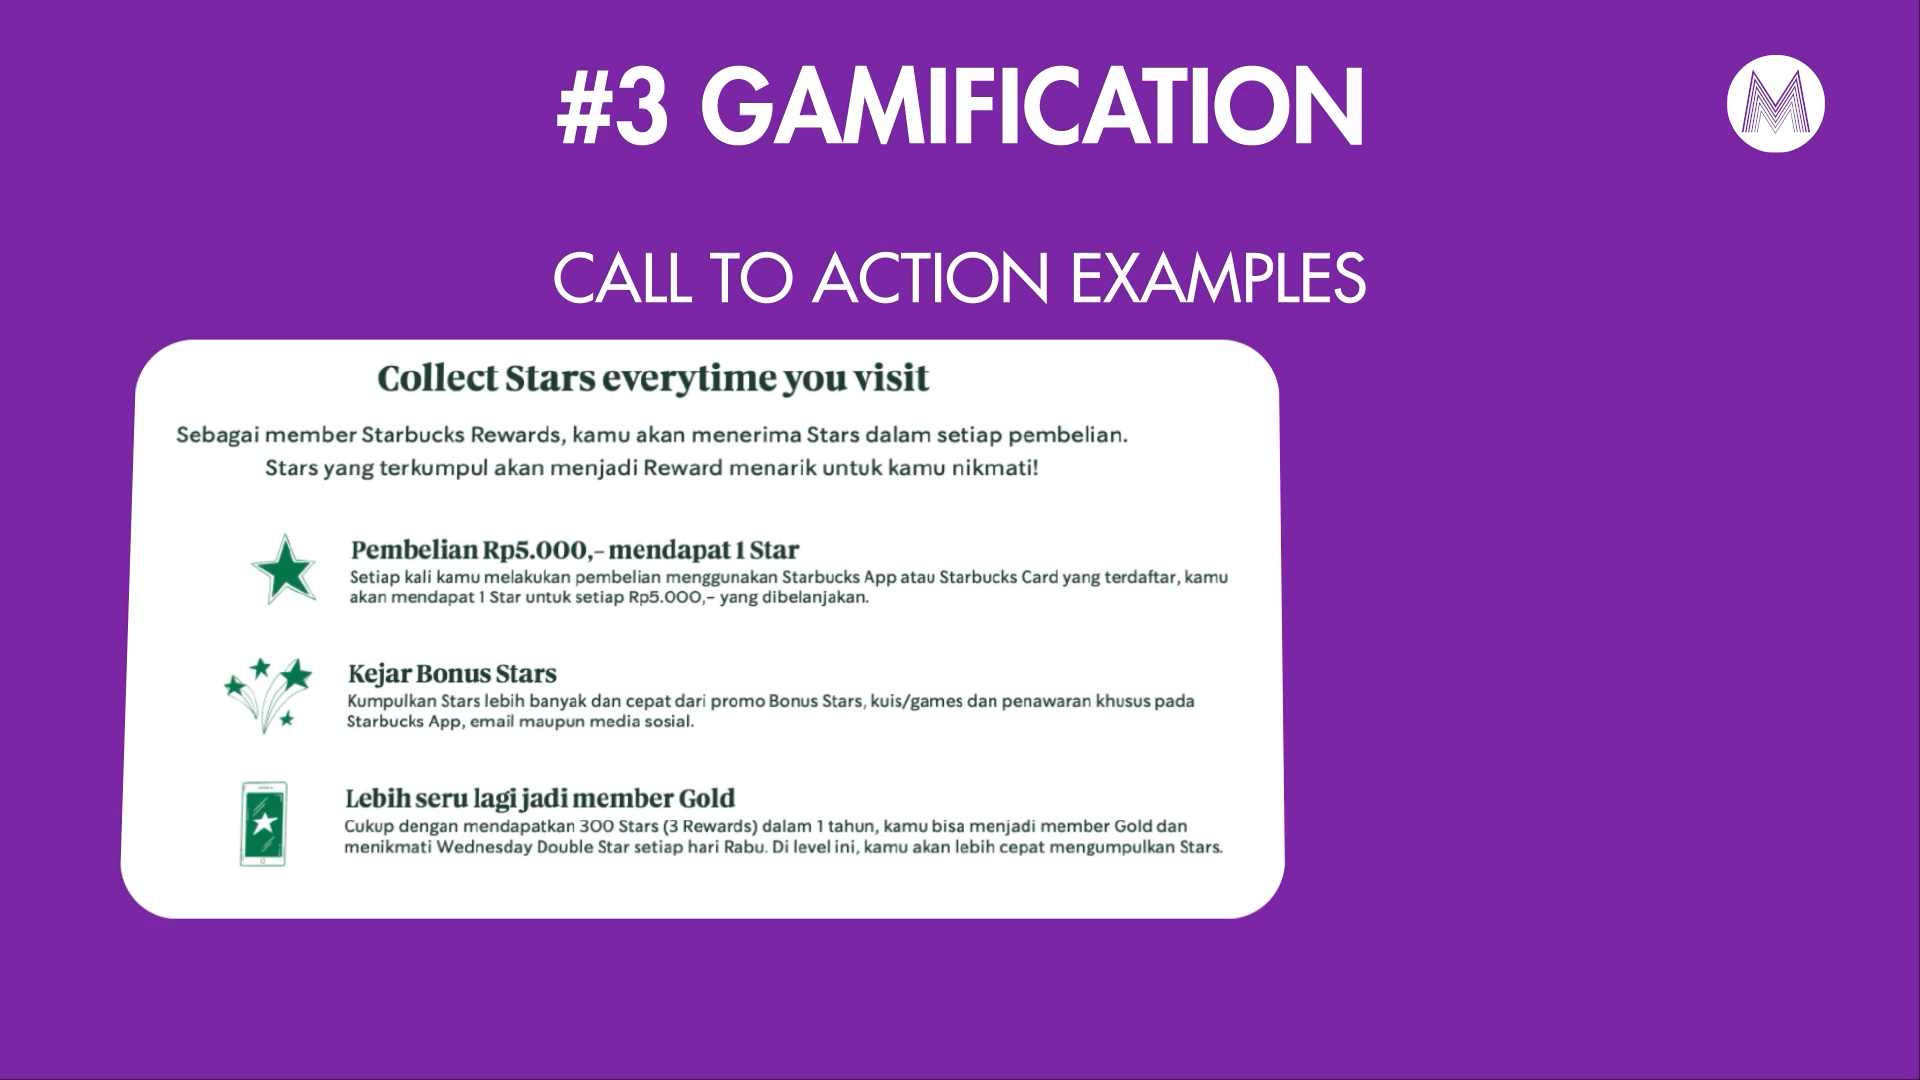 #3 GAMIFICATION
M
CALL TO ACTION EXAMPLES
Collect Stars everytime you visit
Sebagai member Starbucks Rewards, kamu akan menerima Stars dalam setiap pembelian.
Stars yang terkumpul akan menjadi Reward menarik untuk kamu nikmati!
Pembelian Rp5.000,- mendapat 1 Star
Setiap kali kamu melakukan pembelian menggunakan Starbucks App atau Starbucks Card yang terdaftar, kamu
akan mendapat 1 Star untuk setiap Rp5.000,- yang dibelanjakan.
Kejar Bonus Stars
Kumpulkan Stars lebih banyak dan cepat dari promo Bonus Stars, kuis/games dan penawaran khusus pada
Starbucks App, email maupun media sosial.
Lebih seru lagi jadi member Gold
Cukup dengan mendapatkan 300 Stars (3 Rewards) dalam 1 tahun, kamu bisa menjadi member Gold dan
menikmati Wednesday Double Star setiap hari Rabu. Di level ini, kamu akan lebih cepat mengumpulkan Stars.